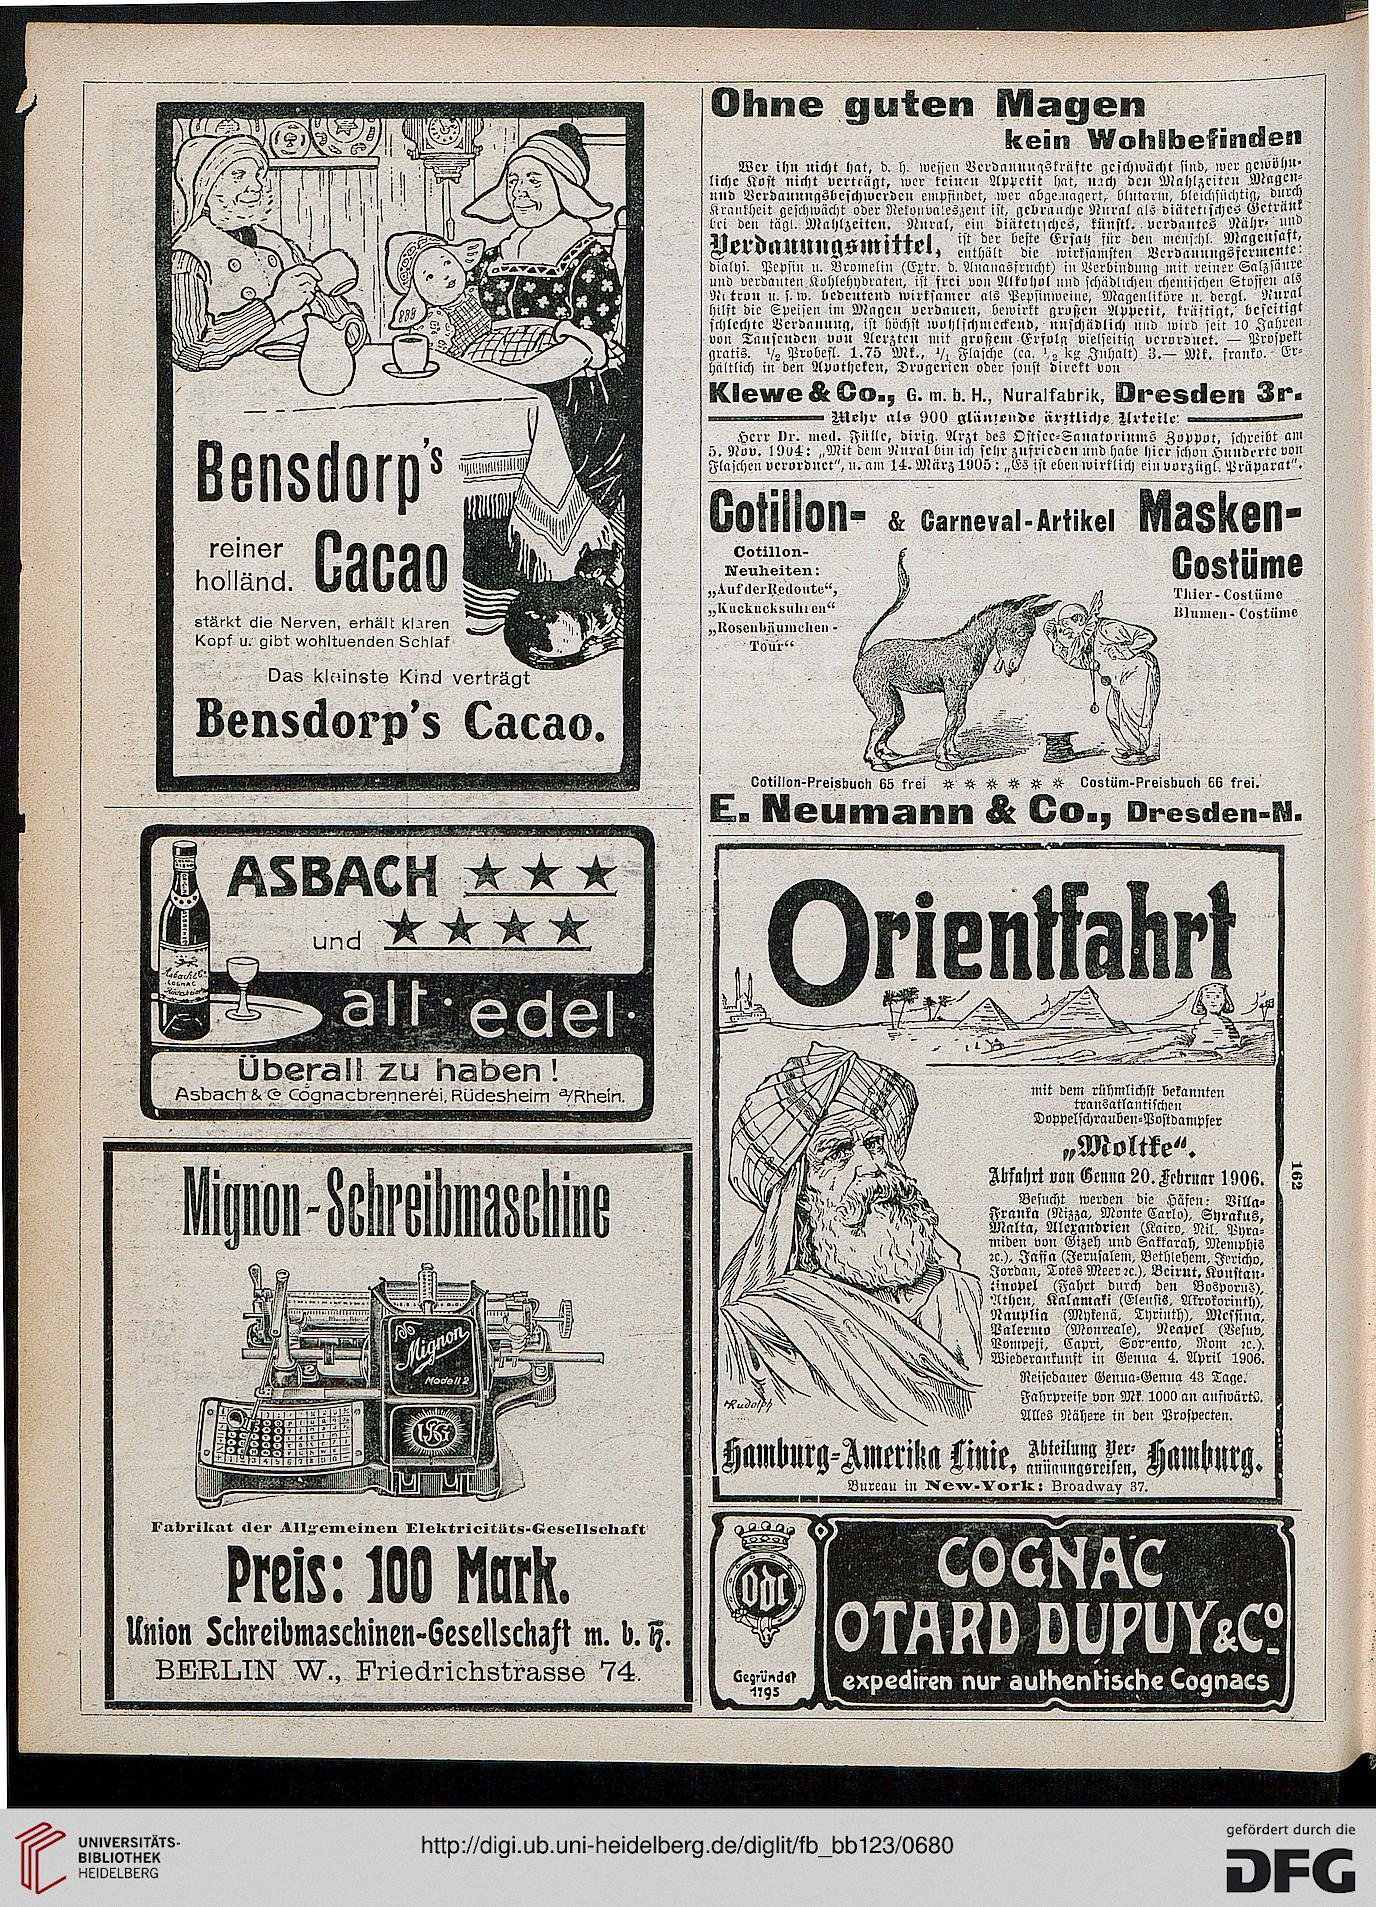 Bensdorp's
reiner
holländ. Cacao
stärkt die Nerven, erhält klaren
Kopf u. gibt wohltuenden Schlaf
Das kleinste Kind verträgt
Bensdorp's Cacao.
ASBACH ★ ★ ★
und ★ ★ ★ ★
alt · edel ·
Überall zu haben!
Asbach & Co Cognacbrennerei, Rüdesheim a/Rhein.
Mignon-Schreibmaschine
Mignon
Modell 2
Fabrikat der Allgemeinen Elektricitäts-Gesellschaft
Preis: 100 Mark.
Union Schreibmaschinen-Gesellschaft m. b. H.
BERLIN W., Friedrichstrasse 74.
Ohne guten Magen
kein Wohlbefinden
Wer ihn nicht hat, d. h. wessen Verdauungskräfte geschwächt sind, wer gewöhn-
liche Kost nicht verträgt, wer keinen Appetit hat, nach den Mahlzeiten Magen-
und Verdauungsbeschwerden empfindet, wer abgemagert, blutarm, bleichsüchtig, durch
Krankheit geschwächt oder Rekonvaleszent ist, gebrauche Nural als diätetisches Getränk
bei den tägl. Mahlzeiten. Nural, ein diätetisches, künstl. verdautes Nähr- und
Verdauungsmittel, ist der beste Ersatz für den menschl. Magensaft,
enthält die wirksamsten Verdauungsfermente:
dialys. Pepsin u. Bromelin (Extr. d. Ananasfrucht) in Verbindung mit reiner Salzsäure
und verdauten Kohlehydraten, ist frei von Alkohol und schädlichen chemischen Stoffen als
Natron u. s. w. bedeutend wirksamer als Pepsinweine, Magenliköre u. dergl. Nural
hilft die Speisen im Magen verdauen, bewirkt großen Appetit, kräftigt, beseitigt
schlechte Verdauung, ist höchst wohlschmeckend, unschädlich und wird seit 10 Jahren
von Tausenden von Aerzten mit großem Erfolg vielseitig verordnet. — Prospekt
gratis. 1/2 Probefl. 1.75 Mk., 1/1 Flasche (ca. 1/2 kg Inhalt) 3.— Mk. franko. Er-
hältlich in den Apotheken, Drogerien oder sonst direkt von
Klewe & Co., G. m. b. H., Nuralfabrik, Dresden 3r.
Mehr als 900 glänzende ärztliche Urteile:
Herr Dr. med. Fülle, dirig. Arzt des Ostsee-Sanatoriums Zoppot, schreibt am
5. Nov. 1904: „Mit dem Nural bin ich sehr zufrieden und habe hier schon Hunderte von
Flaschen verordnet", u. am 14. März 1905: „Es ist eben wirklich ein vorzügl. Präparat".
Cotillon- & Carneval-Artikel Masken-
Costüme
Cotillon-
Neuheiten:
„Auf der Redoute",
„Kuckucksuhren"
„Rosenbäumchen-
Tour"
Thier-Costüme
Blumen-Costüme
Cotillon-Preisbuch 65 frei * * * * * * Costüm-Preisbuch 66 frei.
E. Neumann & Co., Dresden-N.
Orientfahrt
mit dem rühmlichst bekannten
transatlantischen
Doppelschrauben-Postdampfer
„Moltke".
Abfahrt von Genua 20. Februar 1906.
Besucht werden die Häfen: Villa-
Franka (Nizza, Monte Carlo), Syrakus,
Malta, Alexandrien (Kairo, Nil, Pyra-
miden von Gizeh und Sakkarah, Memphis
2c.), Jaffa (Jerusalem, Bethlehem, Jericho,
Jordan, Totes Meer 2c.), Beirut, Konstan-
tinopel (Fahrt durch den Bosporus),
Athen, Kalamaki (Eleusis, Akrokorinth),
Nauplia (Mykenä, Tyrinth), Messina,
Palermo (Monreale), Neapel (Vesuv,
Pompeji, Capri, Sorrento, Rom 2c.).
Wiederankunft in Genua 4. April 1906.
Reisedauer Genua-Genua 43 Tage.
Fahrpreise von Mk. 1000 an aufwärts.
Alles Nähere in den Prospecten.
Rudolph
Hamburg-Amerika Linie, Abteilung Ver-
gnügungsreisen, Hamburg.
Bureau in New-York: Broadway 37.
162
ODC
Gegründet
1795
COGNAC
OTARD DUPUY & Co
expediren nur authentische Cognacs
UNIVERSITÄTS-
BIBLIOTHEK
HEIDELBERG
http://digi.ub.uni-heidelberg.de/diglit/fb_bb123/0680
gefördert durch die
DFG